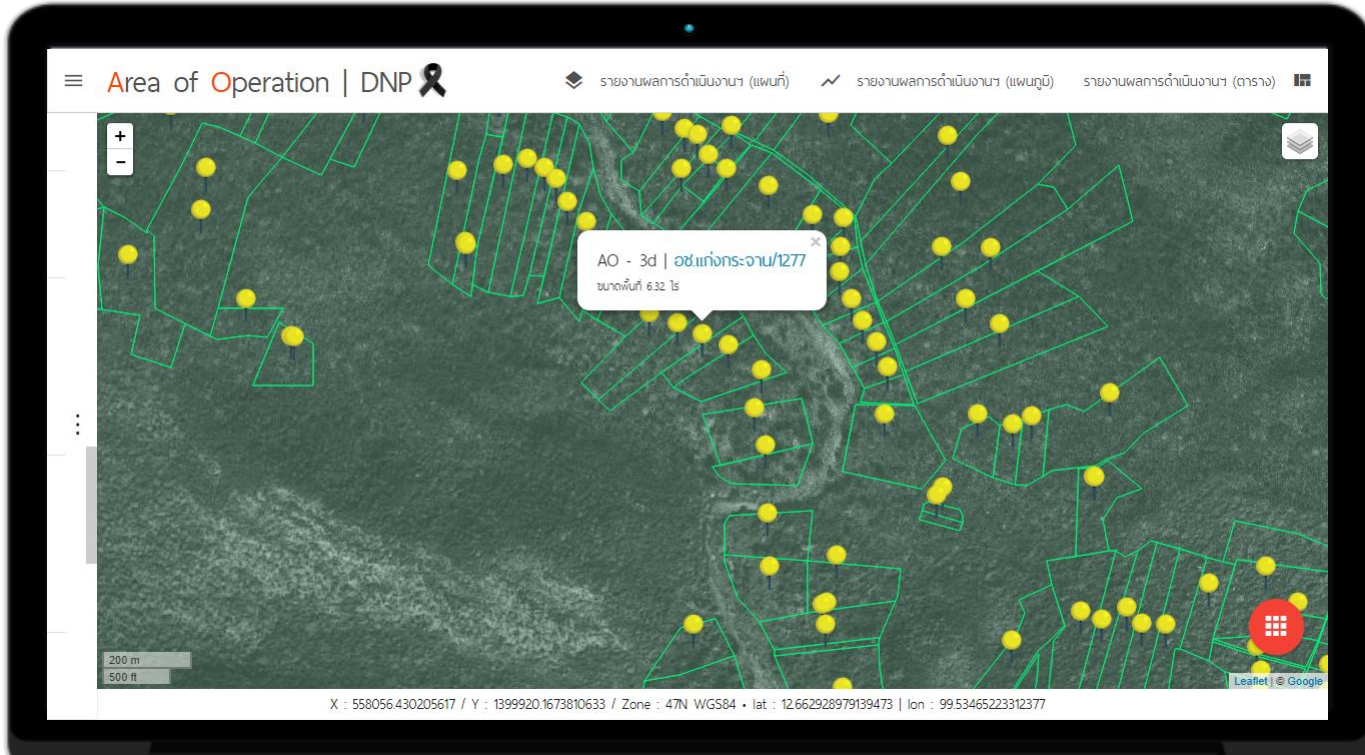 Area of Operation | DNP
รายงานผลการดำเนินงานฯ (แผนที่)
รายงานผลการดำเนินงานฯ (แผนภูมิ)
รายงานผลการดำเนินงานฯ (ตาราง)
+
−
×
AO - 3d | อช.แก่งกระจาน/1277
ขนาดพื้นที่ 6.32 ไร่
200 m
500 ft
Leaflet | © Google
X : 558056.430205617 / Y : 1399920.1673810633 / Zone : 47N WGS84 • lat : 12.662928979139473 | lon : 99.53465223312377